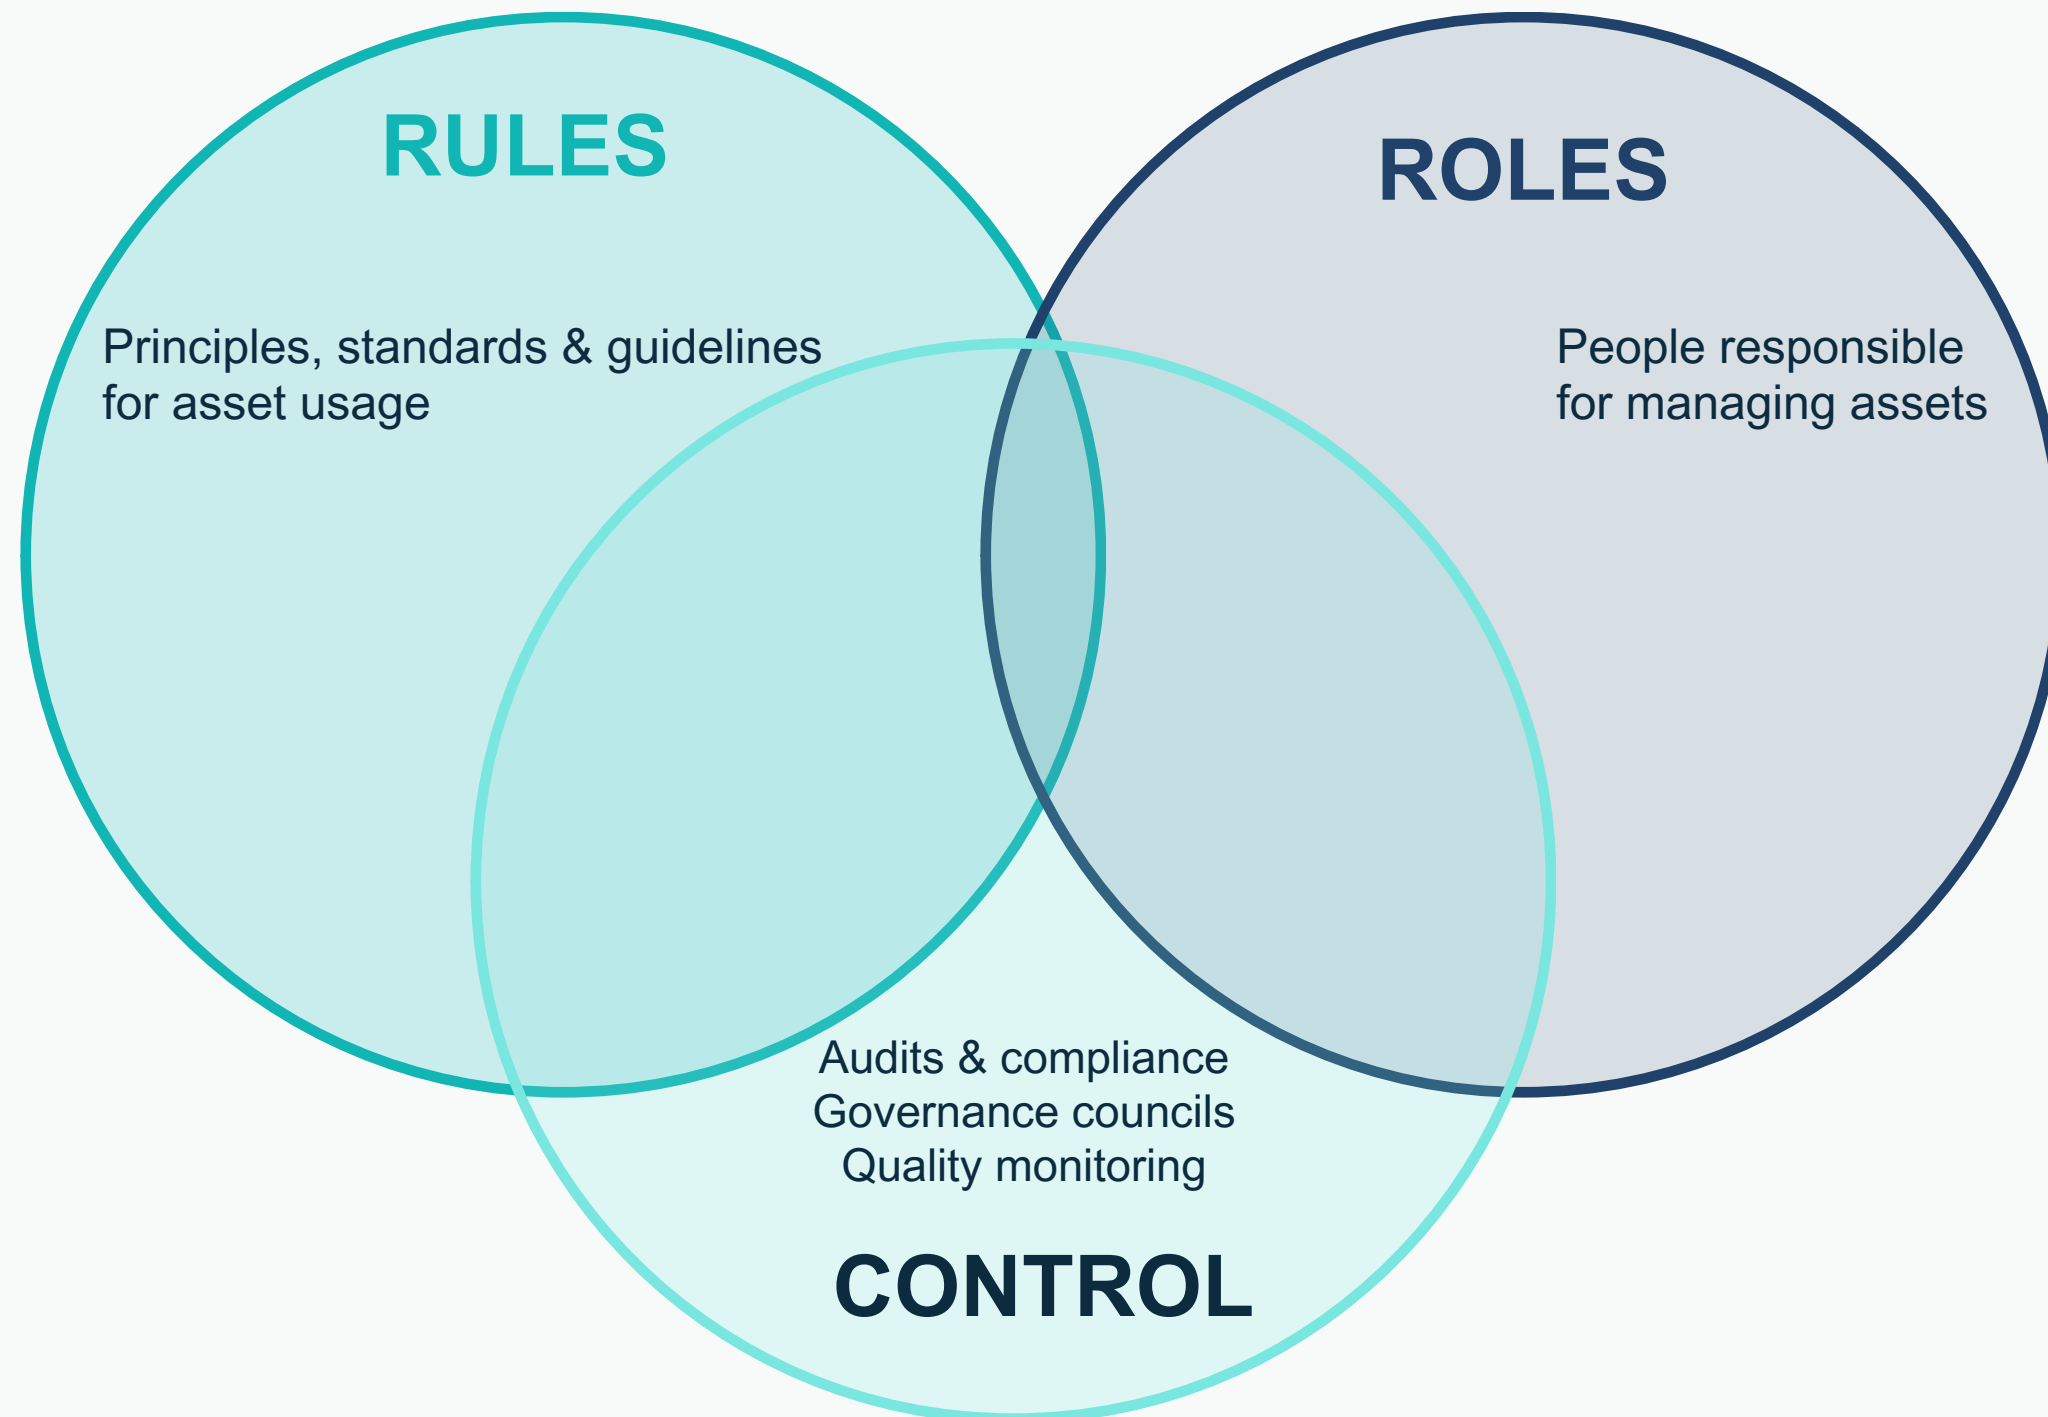 RULES
ROLES
Principles, standards & guidelines
for asset usage
People responsible
for managing assets
Audits & compliance
Governance councils
Quality monitoring
CONTROL